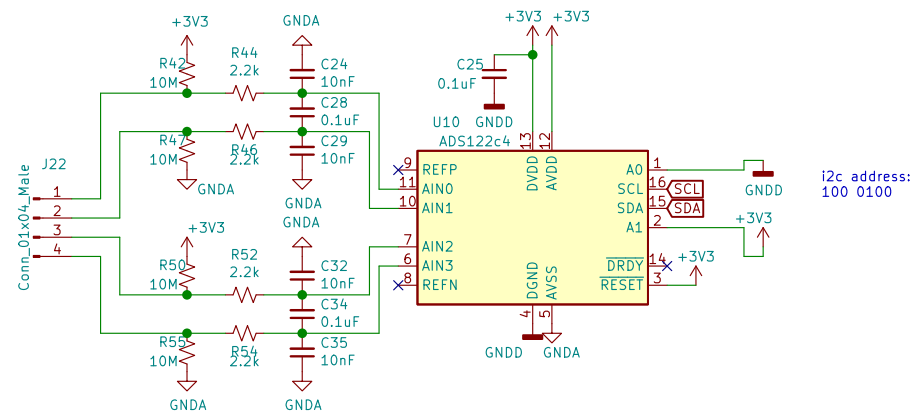 +3V3
GNDA
+3V3
+3V3
R42
10M
R44
2.2k
C24
10nF
C28
0.1uF
C29
10nF
R47
10M
R46
2.2k
GNDA
GNDA
C25
0.1uF
GNDD
U10
ADS122c4
J22
Conn_01x04_Male
1
2
3
4
+3V3
GNDA
R50
10M
R52
2.2k
C32
10nF
C34
0.1uF
C35
10nF
R55
10M
R54
2.2k
GNDA
GNDA
13
12
DVDD
AVDD
9
REFP
11
AIN0
10
AIN1
7
AIN2
6
AIN3
8
REFN
A0
1
SCL
16
SCL
SDA
15
SDA
A1
2
DRDY
14
RESET
3
DGND
AVSS
4
5
GNDD
GNDA
GNDD
+3V3
+3V3
i2c address:
100 0100